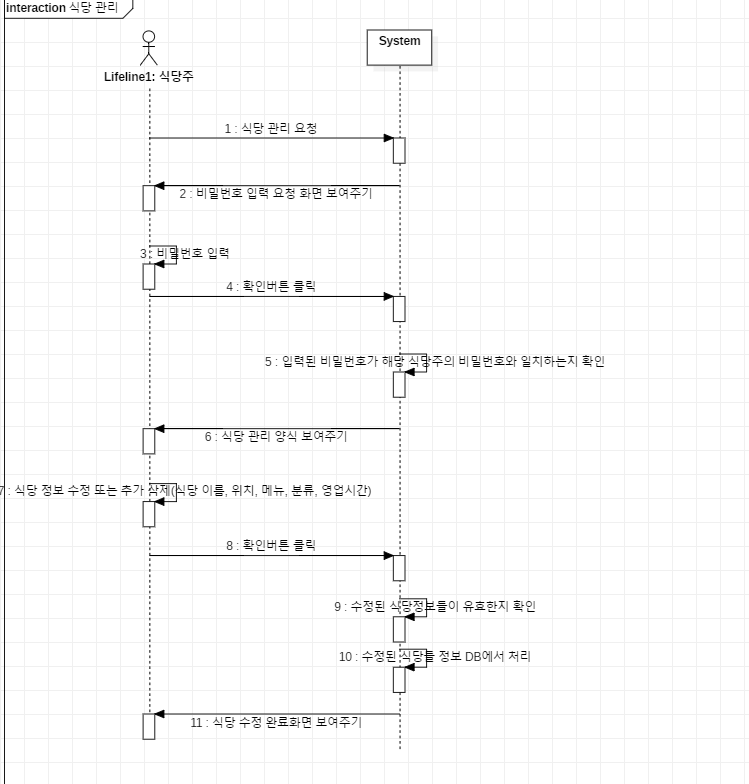 interaction 식당 관리
System
Lifeline1: 식당주
1 : 식당 관리 요청
2 : 비밀번호 입력 요청 화면 보여주기
3 : 비밀번호 입력
4 : 확인버튼 클릭
5 : 입력된 비밀번호가 해당 식당주의 비밀번호와 일치하는지 확인
6 : 식당 관리 양식 보여주기
7 : 식당 정보 수정 또는 추가 삭제(식당 이름, 위치, 메뉴, 분류, 영업시간)
8 : 확인버튼 클릭
9 : 수정된 식당정보들이 유효한지 확인
10 : 수정된 식당들 정보 DB에서 처리
11 : 식당 수정 완료화면 보여주기